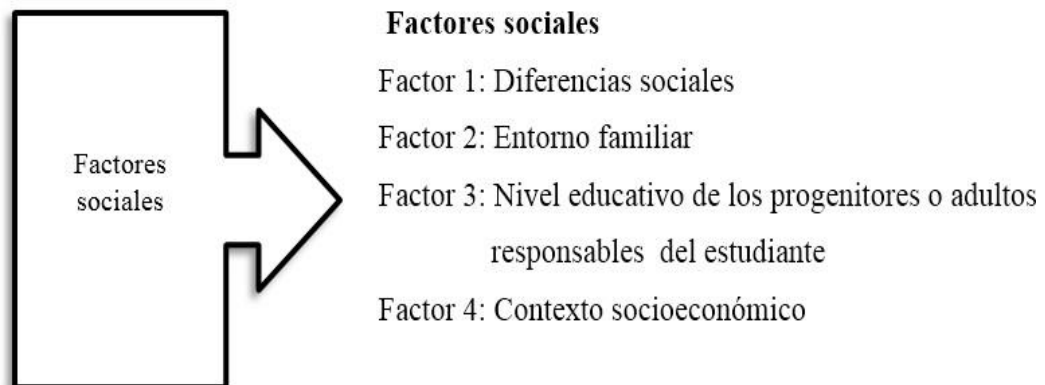 Factores sociales
Factores
sociales
Factor 1: Diferencias sociales
Factor 2: Entorno familiar
Factor 3: Nivel educativo de los progenitores o adultos
responsables del estudiante
Factor 4: Contexto socioeconómico